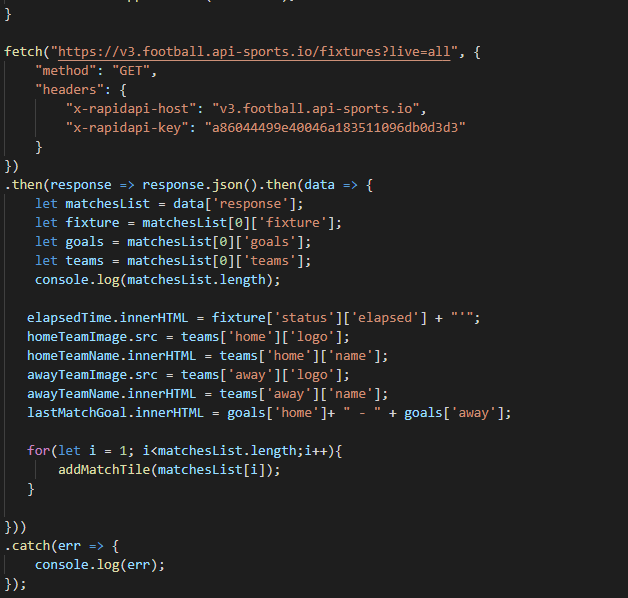 }
fetch("https://v3.football.api-sports.io/fixtures?live=all", {
"method": "GET",
"headers": {
"x-rapidapi-host": "v3.football.api-sports.io",
"x-rapidapi-key": "a86044499e40046a183511096db0d3d3"
}
})
.then(response => response.json().then(data => {
let matchesList = data['response'];
let fixture = matchesList[0]['fixture'];
let goals = matchesList[0]['goals'];
let teams = matchesList[0]['teams'];
console.log(matchesList.length);
elapsedTime.innerHTML = fixture['status']['elapsed'] + "'";
homeTeamImage.src = teams['home']['logo'];
homeTeamName.innerHTML = teams['home']['name'];
awayTeamImage.src = teams['away']['logo'];
awayTeamName.innerHTML = teams['away']['name'];
lastMatchGoal.innerHTML = goals['home']+ " - " + goals['away'];
for(let i = 1; i<matchesList.length;i++){
addMatchTile(matchesList[i]);
}
}))
.catch(err => {
console.log(err);
});